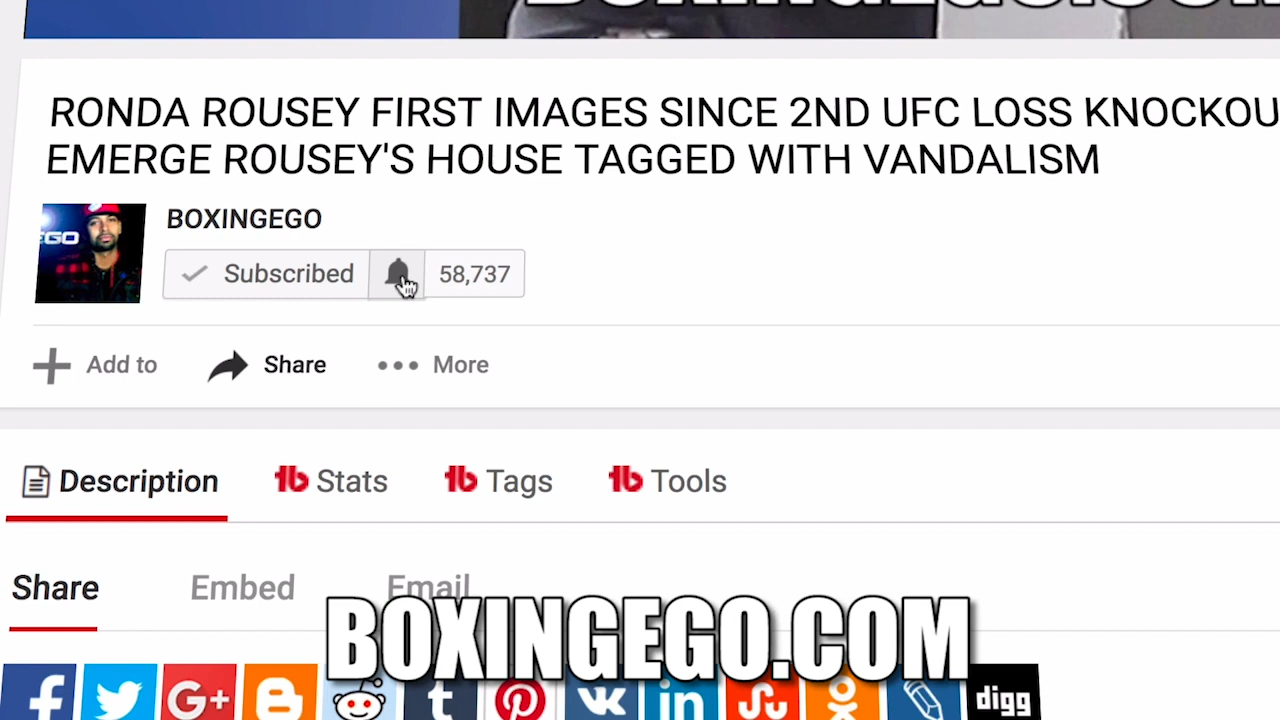 RONDA ROUSEY FIRST IMAGES SINCE 2ND UFC LOSS
EMERGE ROUSEY'S HOUSE TAGGED WITH VANDALISM
BOXINGEGO
Subscribed 58,737
Add to Share More
Description Stats Tags Tools
Share Embed Email
BOXINGEGO.COM
digg